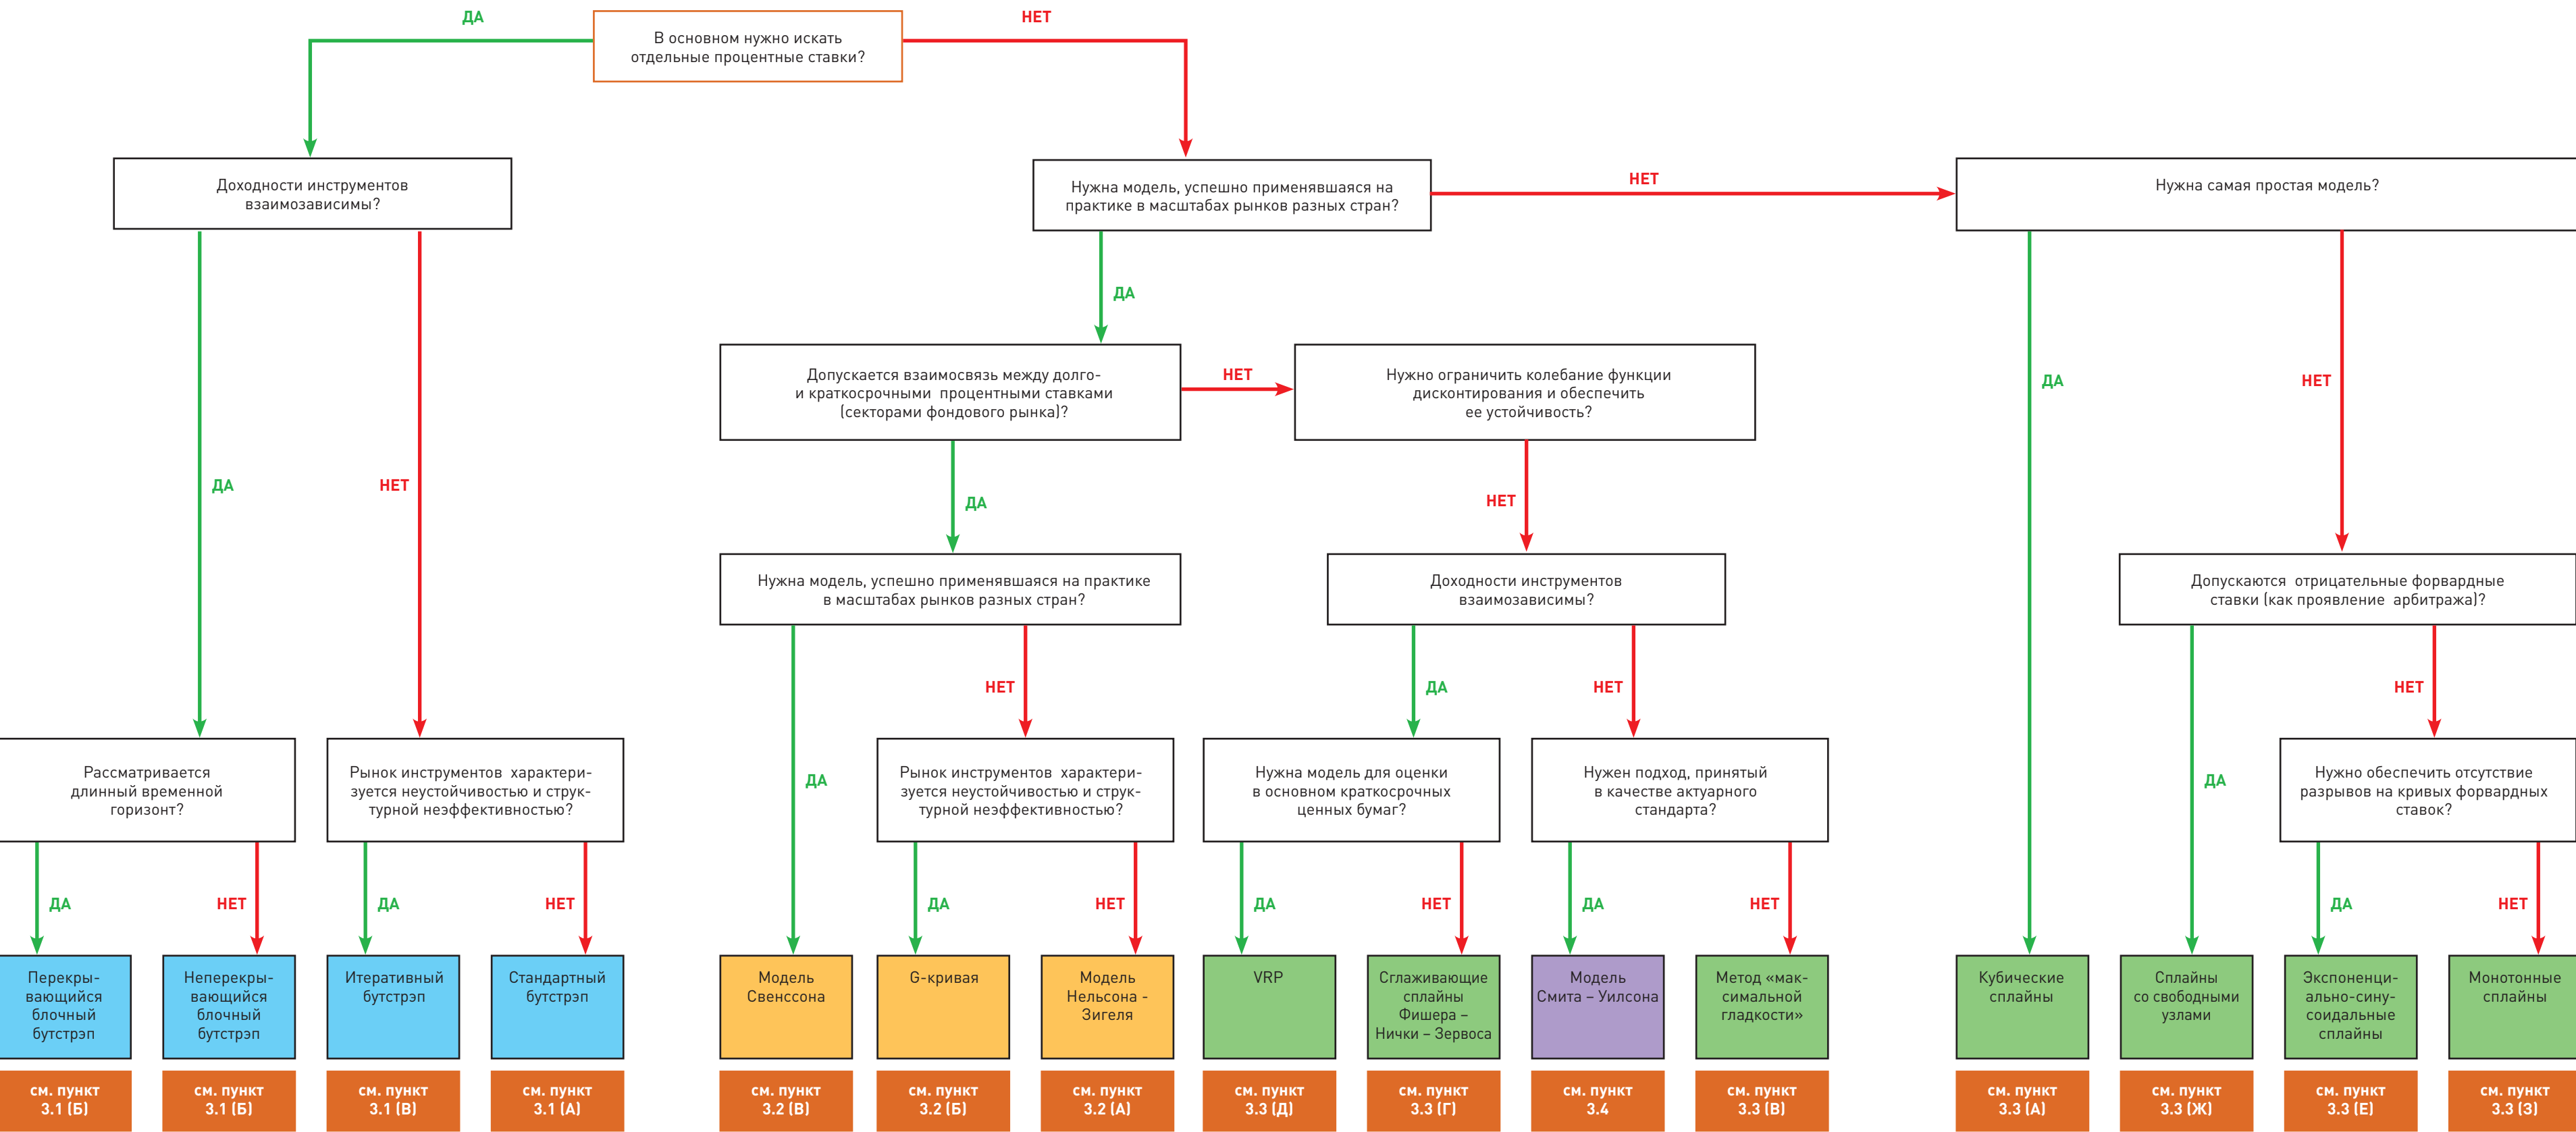 ДА
НЕТ
В основном нужно искать
отдельные процентные ставки?
Доходности инструментов
взаимозависимы?
Нужна модель, успешно применявшаяся на
практике в масштабах рынков разных стран?
НЕТ
Нужна самая простая модель?
ДА
Допускается взаимосвязь между долго-
и краткосрочными процентными ставками
(секторами фондового рынка)?
НЕТ
Нужно ограничить колебание функции
дисконтирования и обеспечить
ее устойчивость?
ДА
НЕТ
ДА
НЕТ
ДА
НЕТ
Нужна модель, успешно применявшаяся на практике
в масштабах рынков разных стран?
Доходности инструментов
взаимозависимы?
Допускаются отрицательные форвардные
ставки (как проявление арбитража)?
НЕТ
ДА
НЕТ
НЕТ
Рассматривается
длинный временной
горизонт?
Рынок инструментов характери-
зуется неустойчивостью и струк-
турной неэффективностью?
ДА
Рынок инструментов характери-
зуется неустойчивостью и струк-
турной неэффективностью?
Нужна модель для оценки
в основном краткосрочных
ценных бумаг?
Нужен подход, принятый
в качестве актуарного
стандарта?
ДА
Нужно обеспечить отсутствие
разрывов на кривых форвардных
ставок?
ДА
НЕТ
ДА
НЕТ
ДА
НЕТ
ДА
НЕТ
ДА
НЕТ
ДА
НЕТ
Перекры-
вающийся
блочный
бутстрэп
Неперекры-
вающийся
блочный
бутстрэп
Итеративный
бутстрэп
Стандартный
бутстрэп
Модель
Свенссона
G-кривая
Модель
Нельсона -
Зигеля
VRP
Сглаживающие
сплайны
Фишера –
Нички – Зервоса
Модель
Смита – Уилсона
Метод «мак-
симальной
гладкости»
Кубические
сплайны
Сплайны
со свободными
узлами
Экспоненци-
ально-сину-
соидальные
сплайны
Монотонные
сплайны
см. пункт
3.1 (Б)
см. пункт
3.1 (Б)
см. пункт
3.1 (В)
см. пункт
3.1 (А)
см. пункт
3.2 (В)
см. пункт
3.2 (Б)
см. пункт
3.2 (А)
см. пункт
3.3 (Д)
см. пункт
3.3 (Г)
см. пункт
3.4
см. пункт
3.3 (В)
см. пункт
3.3 (А)
см. пункт
3.3 (Ж)
см. пункт
3.3 (Е)
см. пункт
3.3 (З)